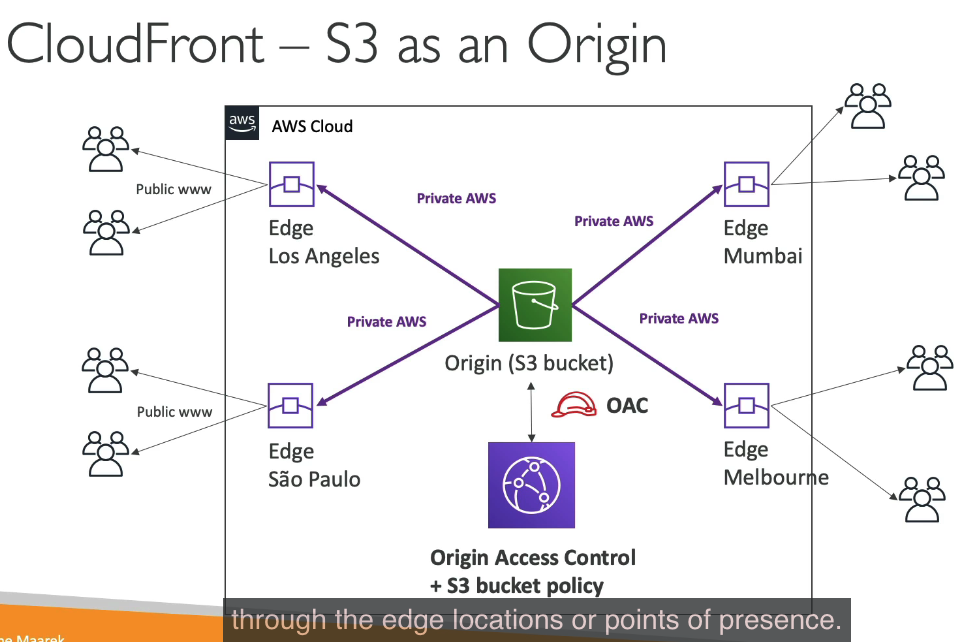 CloudFront – S3 as an Origin
aws
AWS Cloud
Public www
Private AWS
Private AWS
Edge
Los Angeles
Edge
Mumbai
Private AWS
Private AWS
Origin (S3 bucket)
OAC
Public www
Edge
São Paulo
Edge
Melbourne
Origin Access Control
+ S3 bucket policy
through the edge locations or points of presence.
Maarek